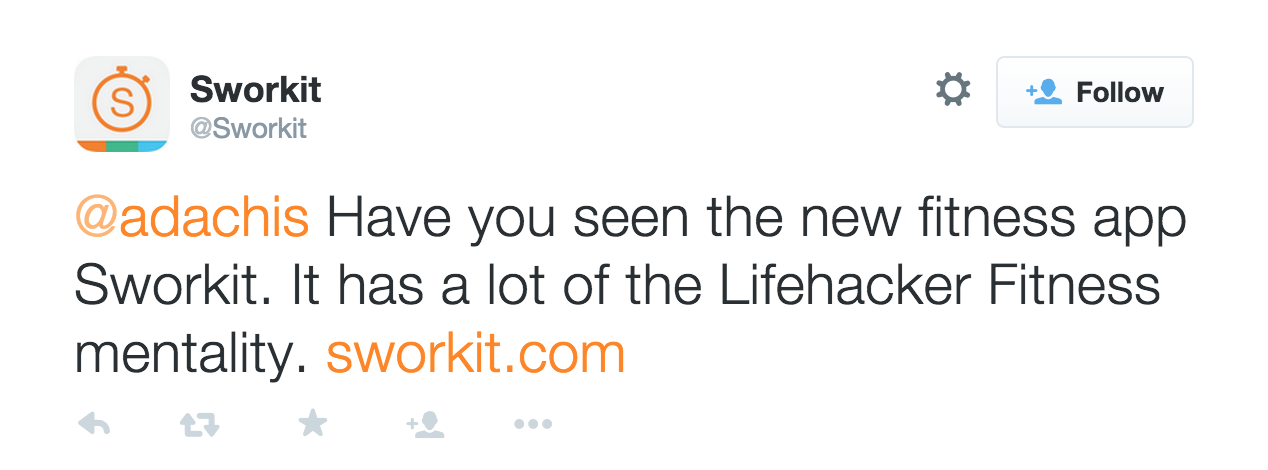 S
Sworkit
@Sworkit
Follow
@adachis Have you seen the new fitness app
Sworkit. It has a lot of the Lifehacker Fitness
mentality. sworkit.com